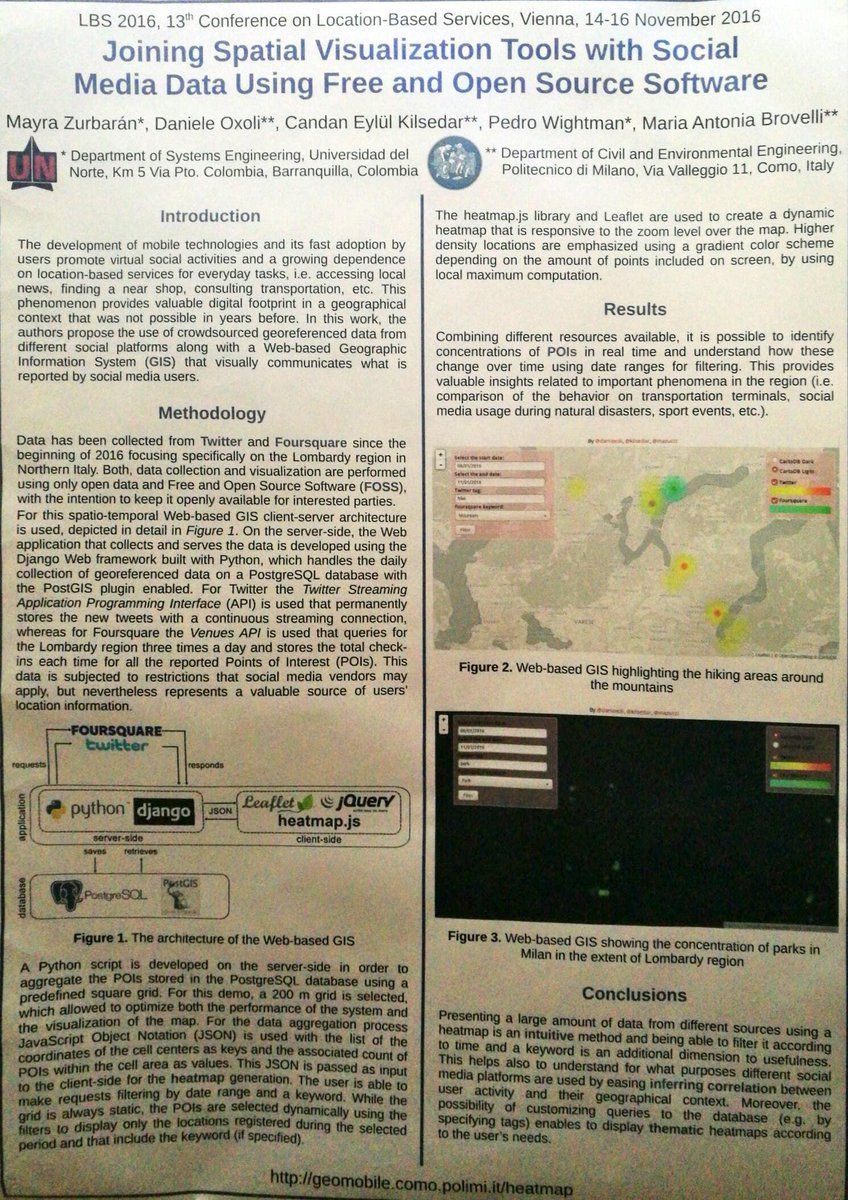 LBS 2016, 13th Conference on Location-Based Services, Vienna, 14-16 November 2016
Joining Spatial Visualization Tools with Social
Media Data Using Free and Open Source Software
Mayra Zurbarán*, Daniele Oxoli**, Candan Eylül Kilsedar**, Pedro Wightman*, Maria Antonia Brovelli**
UN
* Department of Systems Engineering, Universidad del
Norte, Km 5 Via Pto. Colombia, Barranquilla, Colombia
** Department of Civil and Environmental Engineering,
Politecnico di Milano, Via Valleggio 11, Como, Italy
Introduction
The development of mobile technologies and its fast adoption by
users promote virtual social activities and a growing dependence
on location-based services for everyday tasks, i.e. accessing local
news, finding a near shop, consulting transportation, etc. This
phenomenon provides valuable digital footprint in a geographical
context that was not possible in years before. In this work, the
authors propose the use of crowdsourced georeferenced data from
different social platforms along with a Web-based Geographic
Information System (GIS) that visually communicates what is
reported by social media users.
Methodology
Data has been collected from Twitter and Foursquare since the
beginning of 2016 focusing specifically on the Lombardy region in
Northern Italy. Both, data collection and visualization are performed
using only open data and Free and Open Source Software (FOSS),
with the intention to keep it openly available for interested parties.
For this spatio-temporal Web-based GIS client-server architecture
is used, depicted in detail in Figure 1. On the server-side, the Web
application that collects and serves the data is developed using the
Django Web framework built with Python, which handles the daily
collection of georeferenced data on a PostgreSQL database with
the PostGIS plugin enabled. For Twitter the Twitter Streaming
Application Programming Interface (API) is used that permanently
stores the new tweets with a continuous streaming connection,
whereas for Foursquare the Venues API is used that queries for
the Lombardy region three times a day and stores the total check-
ins each time for all the reported Points of Interest (POIs). This
data is subjected to restrictions that social media vendors may
apply, but nevertheless represents a valuable source of users'
location information.
FOURSQUARE
twitter
requests
responds
application
python
django
JSON
Leaflet
jQuery
heatmap.js
server-side
client-side
saves
retrieves
database
PostgreSQL
PostGIS
Figure 1. The architecture of the Web-based GIS
A Python script is developed on the server-side in order to
aggregate the POIs stored in the PostgreSQL database using a
predefined square grid. For this demo, a 200 m grid is selected,
which allowed to optimize both the performance of the system and
the visualization of the map. For the data aggregation process
JavaScript Object Notation (JSON) is used with the list of the
coordinates of the cell centers as keys and the associated count of
POIs within the cell area as values. This JSON is passed as input
to the client-side for the heatmap generation. The user is able to
make requests filtering by date range and a keyword. While the
grid is always static, the POIs are selected dynamically using the
filters to display only the locations registered during the selected
period and that include the keyword (if specified).
The heatmap.js library and Leaflet are used to create a dynamic
heatmap that is responsive to the zoom level over the map. Higher
density locations are emphasized using a gradient color scheme
depending on the amount of points included on screen, by using
local maximum computation.
Results
Combining different resources available, it is possible to identify
concentrations of POIs in real time and understand how these
change over time using date ranges for filtering. This provides
valuable insights related to important phenomena in the region (i.e.
comparison of the behavior on transportation terminals, social
media usage during natural disasters, sport events, etc.).
Select the start date:
Select the end date:
Twitter tag:
Foursquare keyword:
Filter
CartoDB Dark
CartoDB Light
Twitter
Foursquare
VARESE
Figure 2. Web-based GIS highlighting the hiking areas around
the mountains
Figure 3. Web-based GIS showing the concentration of parks in
Milan in the extent of Lombardy region
Conclusions
Presenting a large amount of data from different sources using a
heatmap is an intuitive method and being able to filter it according
to time and a keyword is an additional dimension to usefulness.
This helps also to understand for what purposes different social
media platforms are used by easing inferring correlation between
user activity and their geographical context. Moreover, the
possibility of customizing queries to the database (e.g. by
specifying tags) enables to display thematic heatmaps according
to the user's needs.
http://geomobile.como.polimi.it/heatmap